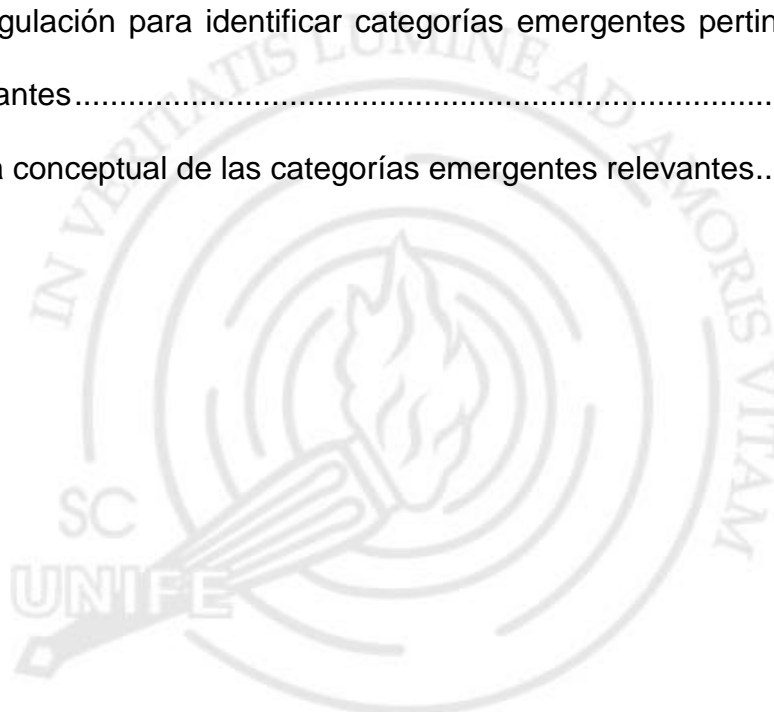 gulación para identificar categorías emergentes pertin
antes...............................................................................
a conceptual de las categorías emergentes relevantes..
IN VERITATIS LUMINE AD AMORIS VITAM
SC
UNIFE